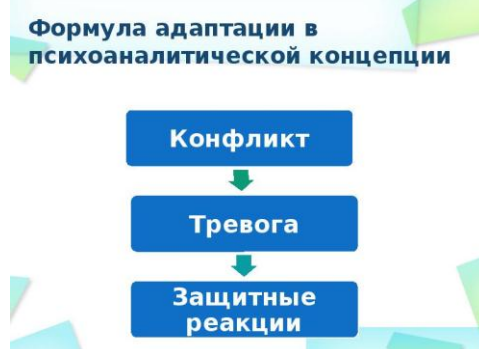 Формула адаптации в
психоаналитической концепции
Конфликт
Тревога
Защитные
реакции